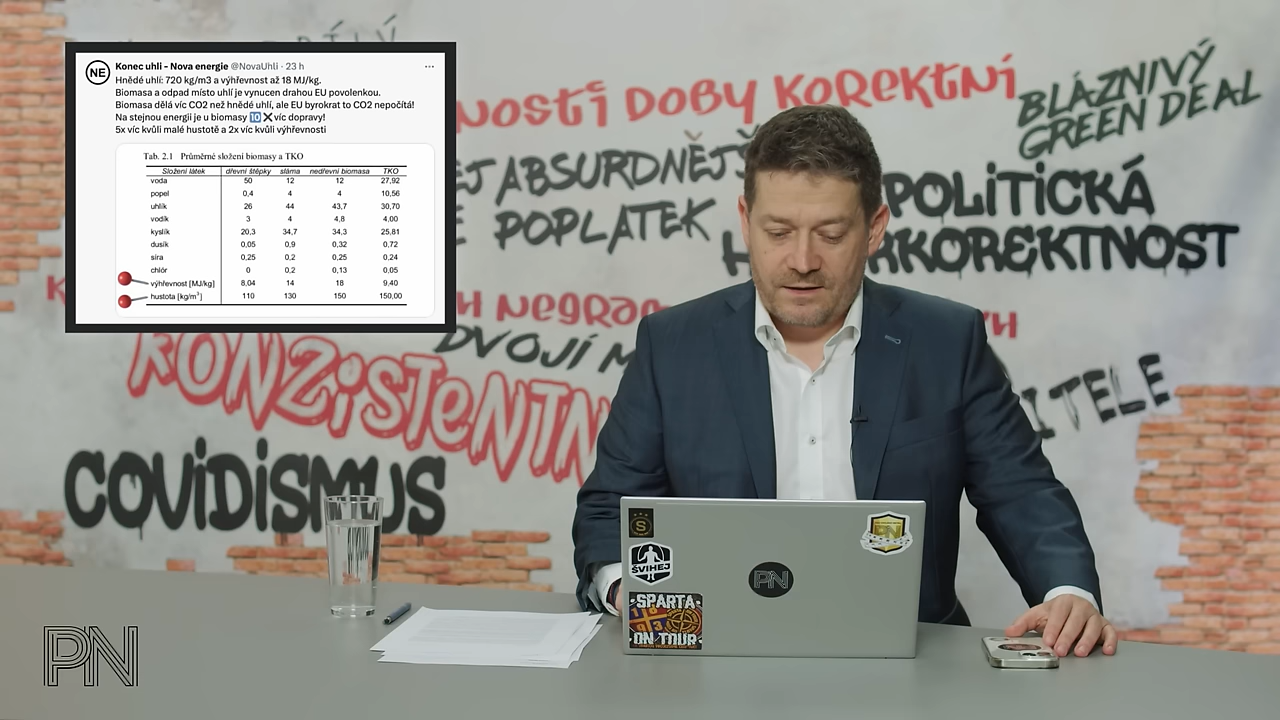 Konec uhlí - Nova energie @NovaUhli · 23 h
Hnědé uhlí: 720 kg/m3 a výhřevnost až 18 MJ/kg.
Biomasa a odpad místo uhlí je vynucen drahou EU povolenkou.
Biomasa dělá víc CO2 než hnědé uhlí, ale EU byrokrat to CO2 nepočítá!
Na stejnou energii je u biomasy 🔟❌víc dopravy!
5x víc kvůli malé hustotě a 2x víc kvůli výhřevnosti
NE
Tab. 2.1 Průměrné složení biomasy a TKO
Složení látek dřevní štěpky sláma nedřevní biomasa TKO
voda 50 12 12 27,92
popel 0,4 4 4 10,56
uhlík 26 44 43,7 30,70
vodík 3 4 4,8 4,00
kyslík 20,3 34,7 34,3 25,81
dusík 0,05 0,9 0,32 0,72
síra 0,25 0,2 0,25 0,24
chlór 0 0,2 0,13 0,05
výhřevnost [MJ/kg] 8,04 14 18 9,40
hustota [kg/m³] 110 130 150 150,00
DOBY KOREKTNÍ
BLÁZNIVÝ
GREEN DEAL
ABSURDNĚJŠ
POPLATEK
POLITICKÁ
KOREKTNOST
DVOJÍ
KONZISTENTN
COVIDISMUS
ITELE
S
ŠVIHEJ
SPARTA
ON TOUR
PN
PN
PN